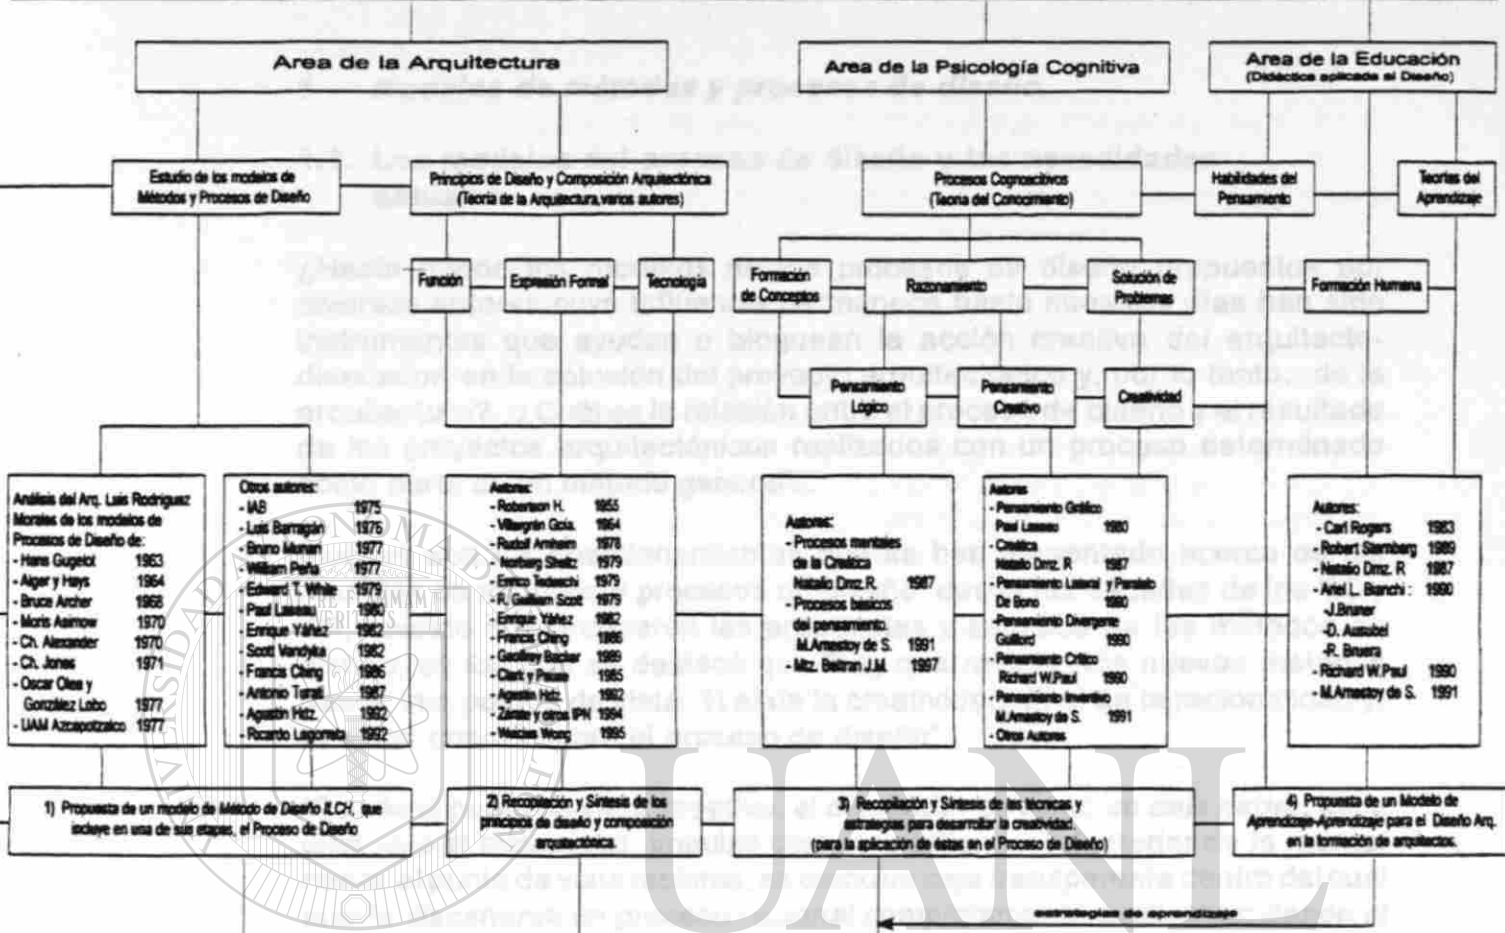 Area de la Arquitectura
Area de la Psicología Cognitiva
Area de la Educación
(Didáctica aplicada al Diseño)
Estudio de los modelos de
Métodos y Procesos de Diseño
Principios de Diseño y Composición Arquitectónica
(Teoría de la Arquitectura,varios autores)
Procesos Cognoscitivos
(Teoria del Conocimiento)
Habilidades del
Pensamiento
Teorias del
Aprendizaje
Función
Expresión Formal
Tecnología
Formación
de Conceptos
Razonamiento
Solución de
Problemas
Formación Humana
Pensamiento
Logico
Pensamiento
Creativo
Creatividad
Análisis del Arq. Luis Rodriguez
Morales de los modelos de
Procesos de Diseño de:
- Hans Gugelot 1963
- Alger y Hays 1964
- Bruce Archer 1968
- Moris Asimow 1970
- Ch. Alexander 1970
- Ch. Jones 1971
- Oscar Olea y
González Lobo 1977
- UAM Azcapotzalco 1977
Otros autores:
- IAB 1975
- Luis Barragán 1976
- Bruno Munari 1977
- William Peña 1977
- Edward T. White 1979
- Paul Laseau 1980
- Enrique Yáñez 1982
- Scott Vandyke 1982
- Francis Ching 1986
- Antonio Turati 1987
- Agustín Hdz. 1992
- Ricardo Legorreta 1992
Autores:
- Robertson H. 1955
- Villagrán Gcia. 1964
- Rudolf Arnheim 1978
- Norberg Shultz 1979
- Enrico Tedeschi 1979
- R. Guilham Scott 1979
- Enrique Yáñez 1982
- Francis Ching 1986
- Geofrey Backer 1985
- Clark y Pause 1985
- Agustín Hdz. 1992
- Zárate y otros IPN 1994
- Wucius Wong 1995
Autores:
- Procesos mentales
de la Creática
Natalio Dmz. R. 1987
- Procesos básicos
del pensamiento
M.Amestoy de S. 1991
- Mtz. Beltran J.M. 1997
Autores
- Pensamiento Gráfico
Paul Laseau 1980
- Creática
Natalio Dmz. R 1987
- Pensamiento Lateral y Paralelo
De Bono 1990
- Pensamiento Divergente
Guilford 1990
- Pensamiento Crítico
Richard W.Paul 1990
- Pensamiento Inventivo
M.Amestoy de S. 1991
- Otros Autores
Autores:
- Carl Rogers 1983
- Robert Sternberg 1989
- Natalio Dmz. R 1987
- Ariel L. Bianchi : 1990
-J.Bruner
-D. Ausubel
-R. Bruera
- Richard W.Paul 1990
- M.Amestoy de S. 1991
1) Propuesta de un modelo de Método de Diseño ILCH, que
incluye en una de sus etapas, el Proceso de Diseño
2) Recopilación y Síntesis de los
principios de diseño y composición
arquitectónica.
3) Recopilación y Síntesis de las técnicas y
estrategias para desarrollar la creatividad.
(para la aplicación de éstas en el Proceso de Diseño)
4) Propuesta de un Modelo de
Aprendizaje-Aprendizaje para el Diseño Arq.
en la formación de arquitectos.
estrategias de aprendizaje
UANL